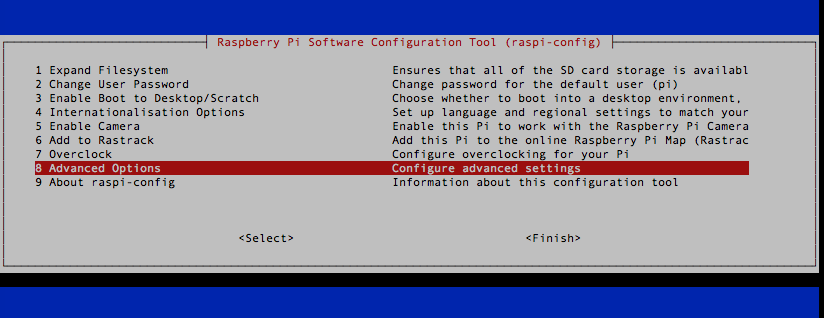 Raspberry Pi Software Configuration Tool (raspi-config)
1 Expand Filesystem Ensures that all of the SD card storage is availabl
2 Change User Password Change password for the default user (pi)
3 Enable Boot to Desktop/Scratch Choose whether to boot into a desktop environment,
4 Internationalisation Options Set up language and regional settings to match your
5 Enable Camera Enable this Pi to work with the Raspberry Pi Camera
6 Add to Rastrack Add this Pi to the online Raspberry Pi Map (Rastrac
7 Overclock Configure overclocking for your Pi
8 Advanced Options Configure advanced settings
9 About raspi-config Information about this configuration tool
<Select> <Finish>